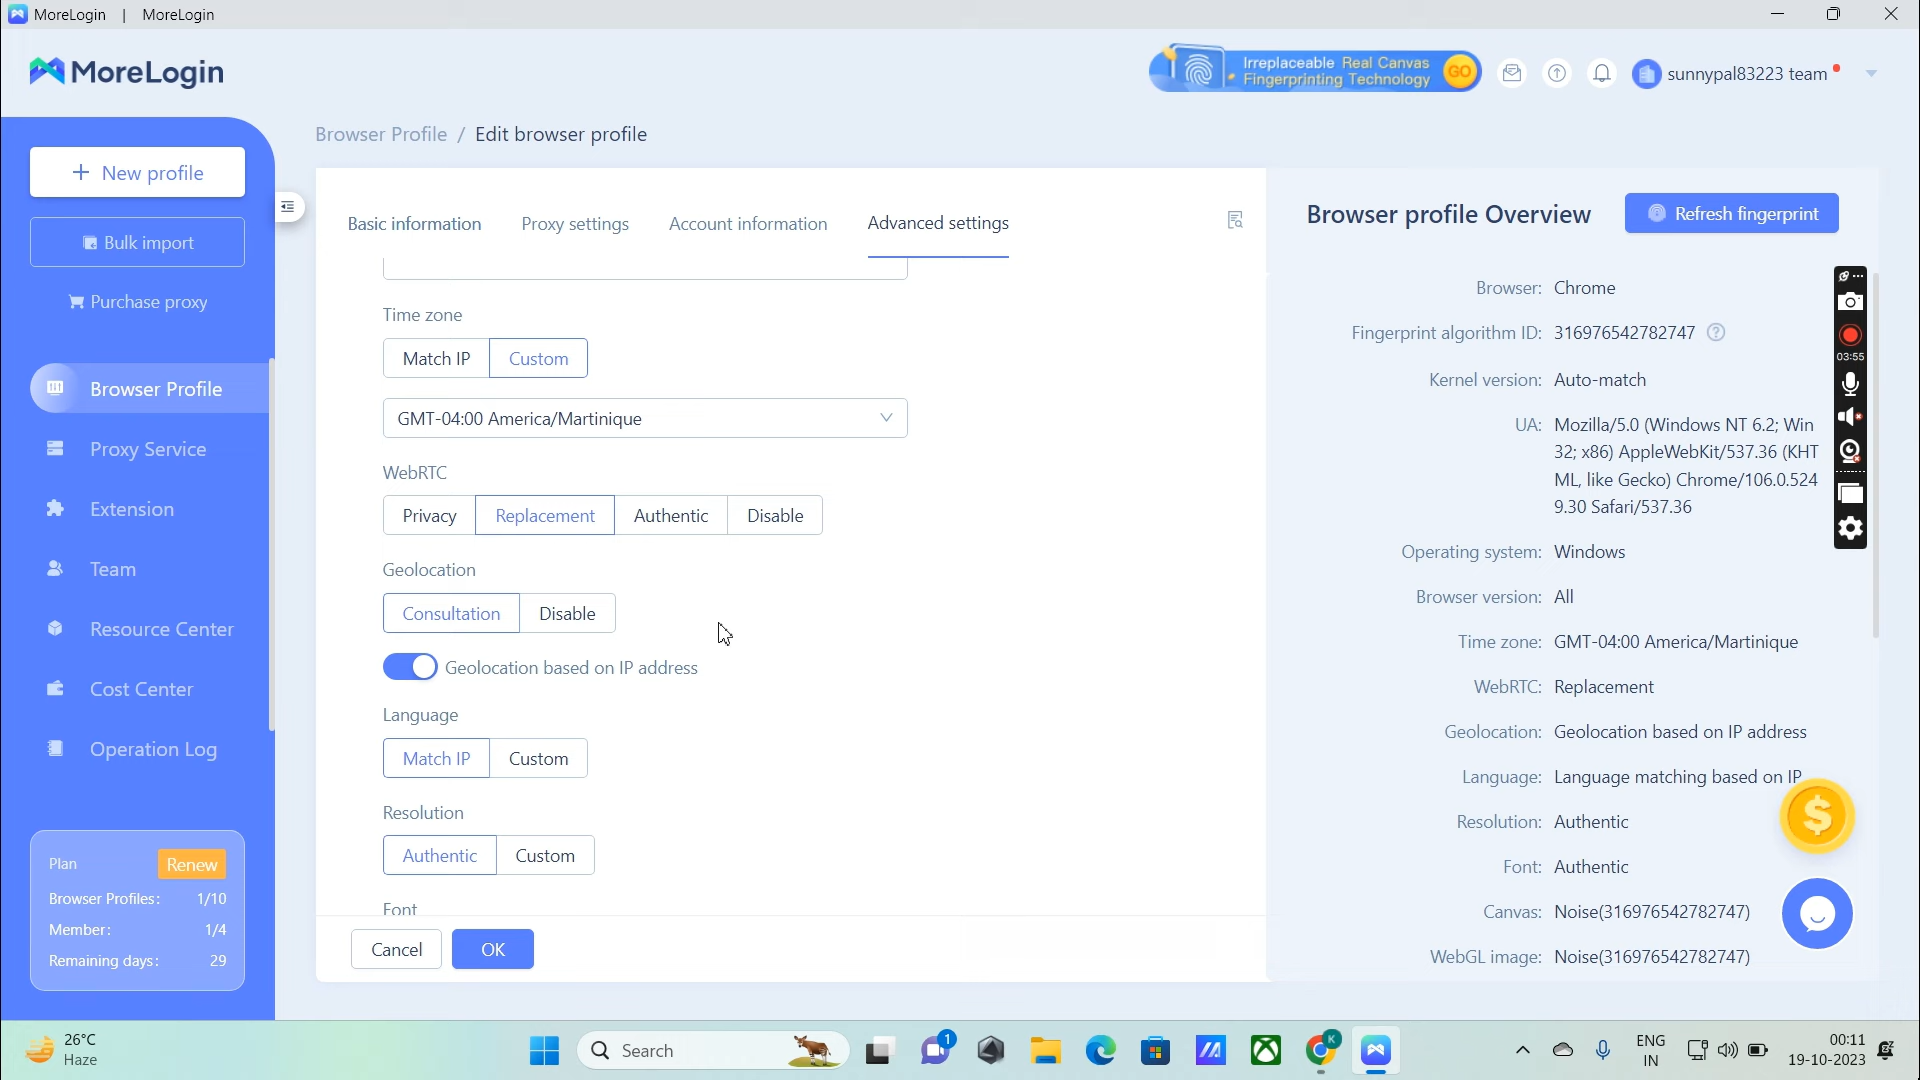 MoreLogin | MoreLogin
MoreLogin
Irreplaceable Real Canvas
Fingerprinting Technology
GO
sunnypal83223 team
+ New profile
Bulk import
Purchase proxy
Browser Profile
Proxy Service
Extension
Team
Resource Center
Cost Center
Operation Log
Plan
Renew
Browser Profiles: 1/10
Member: 1/4
Remaining days: 29
Browser Profile / Edit browser profile
Basic information
Proxy settings
Account information
Advanced settings
Time zone
Match IP
Custom
GMT-04:00 America/Martinique
WebRTC
Privacy
Replacement
Authentic
Disable
Geolocation
Consultation
Disable
Geolocation based on IP address
Language
Match IP
Custom
Resolution
Authentic
Custom
Font
Cancel
OK
Browser profile Overview
Refresh fingerprint
Browser: Chrome
Fingerprint algorithm ID: 316976542782747
Kernel version: Auto-match
UA: Mozilla/5.0 (Windows NT 6.2; Win
32; x86) AppleWebKit/537.36 (KHT
ML, like Gecko) Chrome/106.0.524
9.30 Safari/537.36
Operating system: Windows
Browser version: All
Time zone: GMT-04:00 America/Martinique
WebRTC: Replacement
Geolocation: Geolocation based on IP address
Language: Language matching based on IP
Resolution: Authentic
Font: Authentic
Canvas: Noise(316976542782747)
WebGL image: Noise(316976542782747)
03:55
26°C
Haze
Search
1
K
ENG
IN
00:11
19-10-2023